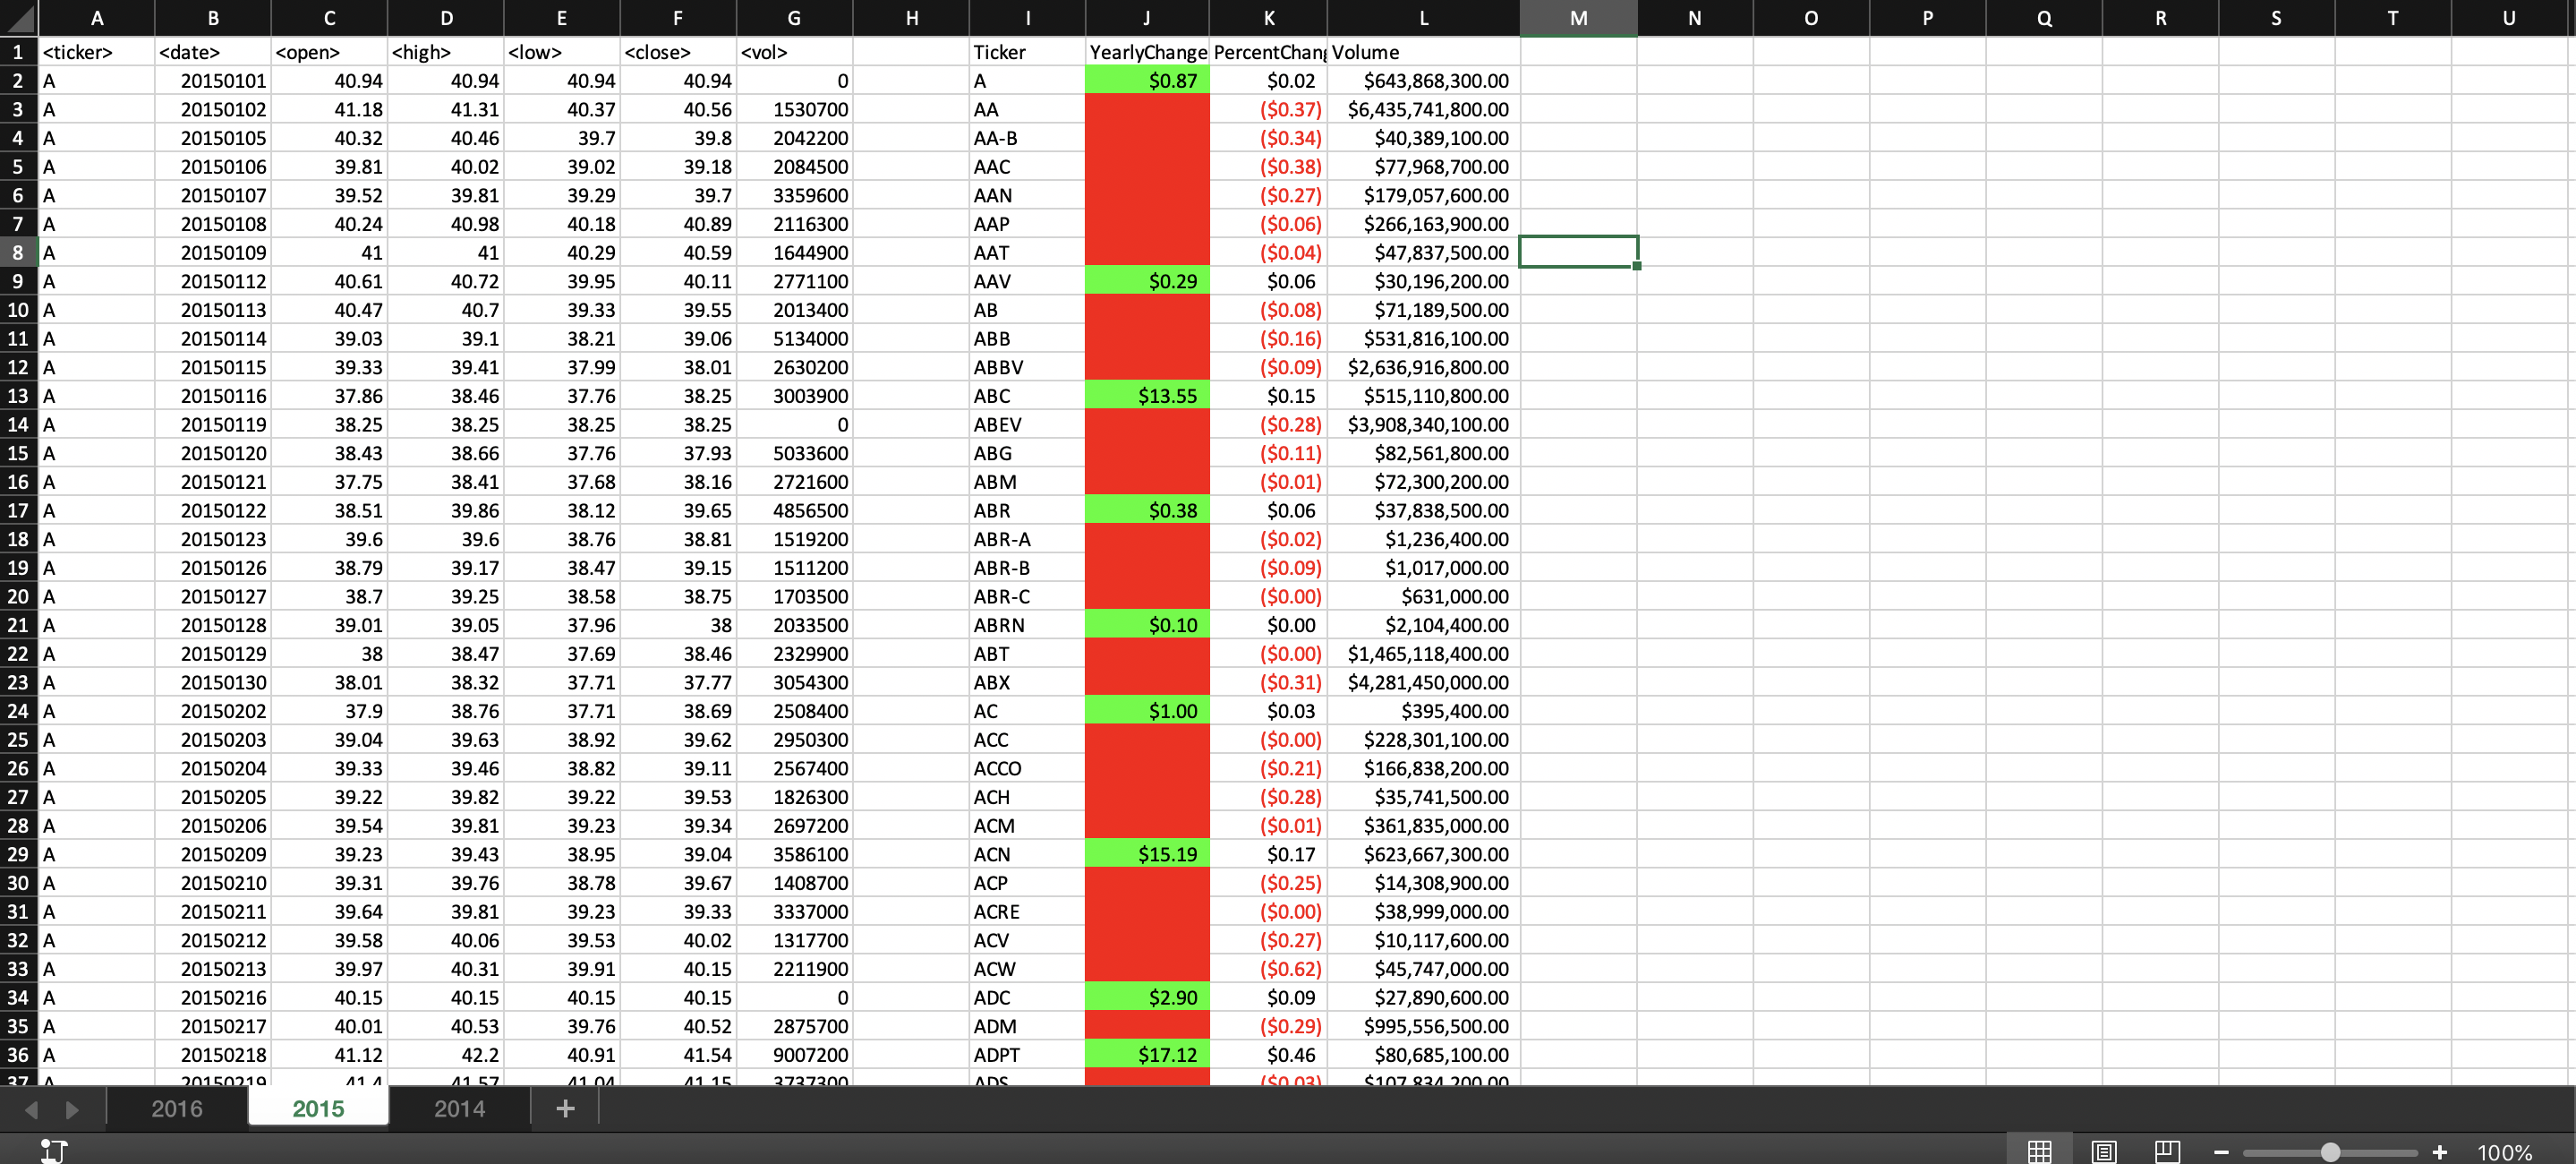 A B C D E F G H I J K L M N O P Q R S T U
1 <ticker> <date> <open> <high> <low> <close> <vol> Ticker YearlyChange PercentChang Volume
2 A 20150101 40.94 40.94 40.94 40.94 0 A $0.87 $0.02 $643,868,300.00
3 A 20150102 41.18 41.31 40.37 40.56 1530700 AA ($0.37) $6,435,741,800.00
4 A 20150105 40.32 40.46 39.7 39.8 2042200 AA-B ($0.34) $40,389,100.00
5 A 20150106 39.81 40.02 39.02 39.18 2084500 AAC ($0.38) $77,968,700.00
6 A 20150107 39.52 39.81 39.29 39.7 3359600 AAN ($0.27) $179,057,600.00
7 A 20150108 40.24 40.98 40.18 40.89 2116300 AAP ($0.06) $266,163,900.00
8 A 20150109 41 41 40.29 40.59 1644900 AAT ($0.04) $47,837,500.00
9 A 20150112 40.61 40.72 39.95 40.11 2771100 AAV $0.29 $0.06 $30,196,200.00
10 A 20150113 40.47 40.7 39.33 39.55 2013400 AB ($0.08) $71,189,500.00
11 A 20150114 39.03 39.1 38.21 39.06 5134000 ABB ($0.16) $531,816,100.00
12 A 20150115 39.33 39.41 37.99 38.01 2630200 ABBV ($0.09) $2,636,916,800.00
13 A 20150116 37.86 38.46 37.76 38.25 3003900 ABC $13.55 $0.15 $515,110,800.00
14 A 20150119 38.25 38.25 38.25 38.25 0 ABEV ($0.28) $3,908,340,100.00
15 A 20150120 38.43 38.66 37.76 37.93 5033600 ABG ($0.11) $82,561,800.00
16 A 20150121 37.75 38.41 37.68 38.16 2721600 ABM ($0.01) $72,300,200.00
17 A 20150122 38.51 39.86 38.12 39.65 4856500 ABR $0.38 $0.06 $37,838,500.00
18 A 20150123 39.6 39.6 38.76 38.81 1519200 ABR-A ($0.02) $1,236,400.00
19 A 20150126 38.79 39.17 38.47 39.15 1511200 ABR-B ($0.09) $1,017,000.00
20 A 20150127 38.7 39.25 38.58 38.75 1703500 ABR-C ($0.00) $631,000.00
21 A 20150128 39.01 39.05 37.96 38 2033500 ABRN $0.10 $0.00 $2,104,400.00
22 A 20150129 38 38.47 37.69 38.46 2329900 ABT ($0.00) $1,465,118,400.00
23 A 20150130 38.01 38.32 37.71 37.77 3054300 ABX ($0.31) $4,281,450,000.00
24 A 20150202 37.9 38.76 37.71 38.69 2508400 AC $1.00 $0.03 $395,400.00
25 A 20150203 39.04 39.63 38.92 39.62 2950300 ACC ($0.00) $228,301,100.00
26 A 20150204 39.33 39.46 38.82 39.11 2567400 ACCO ($0.21) $166,838,200.00
27 A 20150205 39.22 39.82 39.22 39.53 1826300 ACH ($0.28) $35,741,500.00
28 A 20150206 39.54 39.81 39.23 39.34 2697200 ACM ($0.01) $361,835,000.00
29 A 20150209 39.23 39.43 38.95 39.04 3586100 ACN $15.19 $0.17 $623,667,300.00
30 A 20150210 39.31 39.76 38.78 39.67 1408700 ACP ($0.25) $14,308,900.00
31 A 20150211 39.64 39.81 39.23 39.33 3337000 ACRE ($0.00) $38,999,000.00
32 A 20150212 39.58 40.06 39.53 40.02 1317700 ACV ($0.27) $10,117,600.00
33 A 20150213 39.97 40.31 39.91 40.15 2211900 ACW ($0.62) $45,747,000.00
34 A 20150216 40.15 40.15 40.15 40.15 0 ADC $2.90 $0.09 $27,890,600.00
35 A 20150217 40.01 40.53 39.76 40.52 2875700 ADM ($0.29) $995,556,500.00
36 A 20150218 41.12 42.2 40.91 41.54 9007200 ADPT $17.12 $0.46 $80,685,100.00
37 A 20150219 41.4 41.57 41.04 41.15 3737300 ADS ($0.03) $107,834,200.00
2016 2015 2014 +
100%